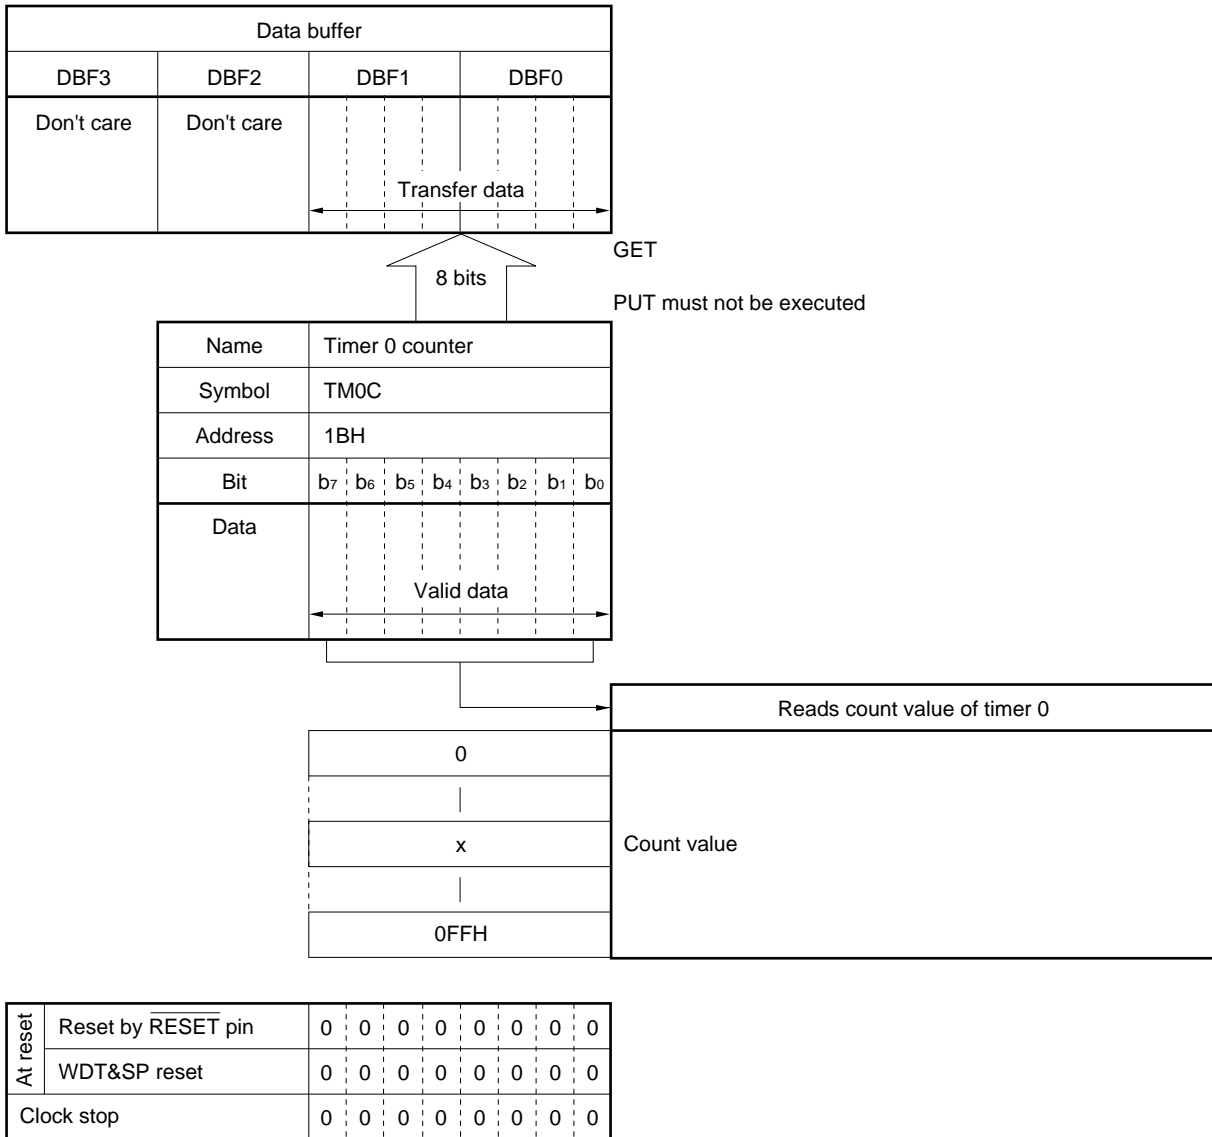 Data buffer
DBF3 DBF2 DBF1 DBF0
Don't care Don't care
Transfer data
GET
8 bits
PUT must not be executed
Name Timer 0 counter
Symbol TM0C
Address 1BH
Bit b7 b6 b5 b4 b3 b2 b1 b0
Data
Valid data
Reads count value of timer 0
0
x Count value
0FFH
At reset
Reset by RESET pin 0 0 0 0 0 0 0 0
WDT&SP reset 0 0 0 0 0 0 0 0
Clock stop 0 0 0 0 0 0 0 0